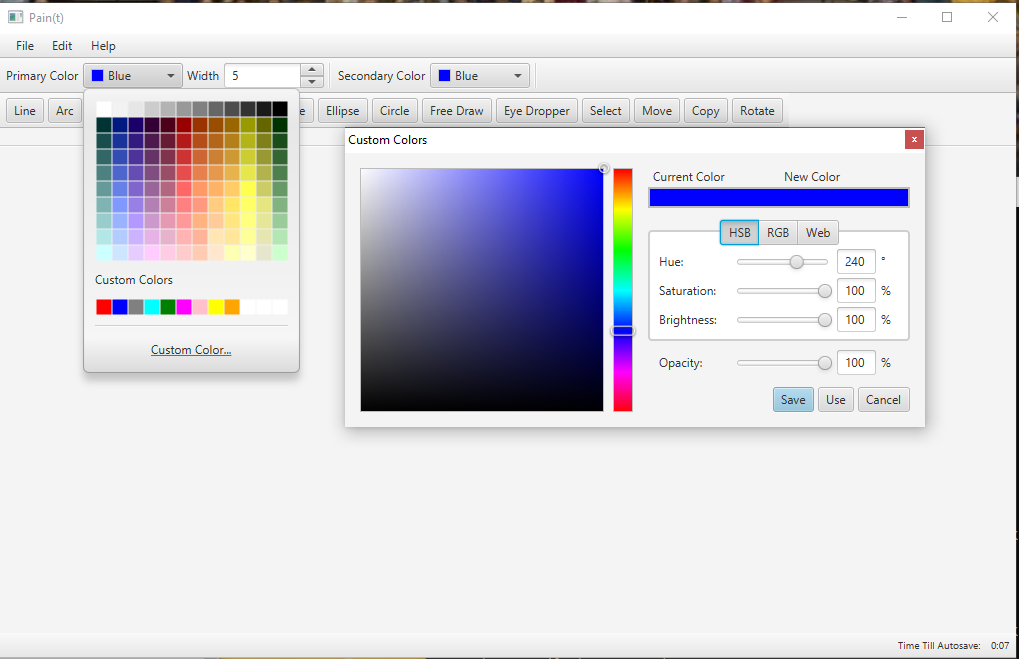 Pain(t)
File Edit Help
Primary Color Blue Width 5 Secondary Color Blue
Line Arc Ellipse Circle Free Draw Eye Dropper Select Move Copy Rotate
Custom Colors
Custom Color...
Custom Colors x
Current Color New Color
HSB RGB Web
Hue: 240 °
Saturation: 100 %
Brightness: 100 %
Opacity: 100 %
Save Use Cancel
Time Till Autosave: 0:07